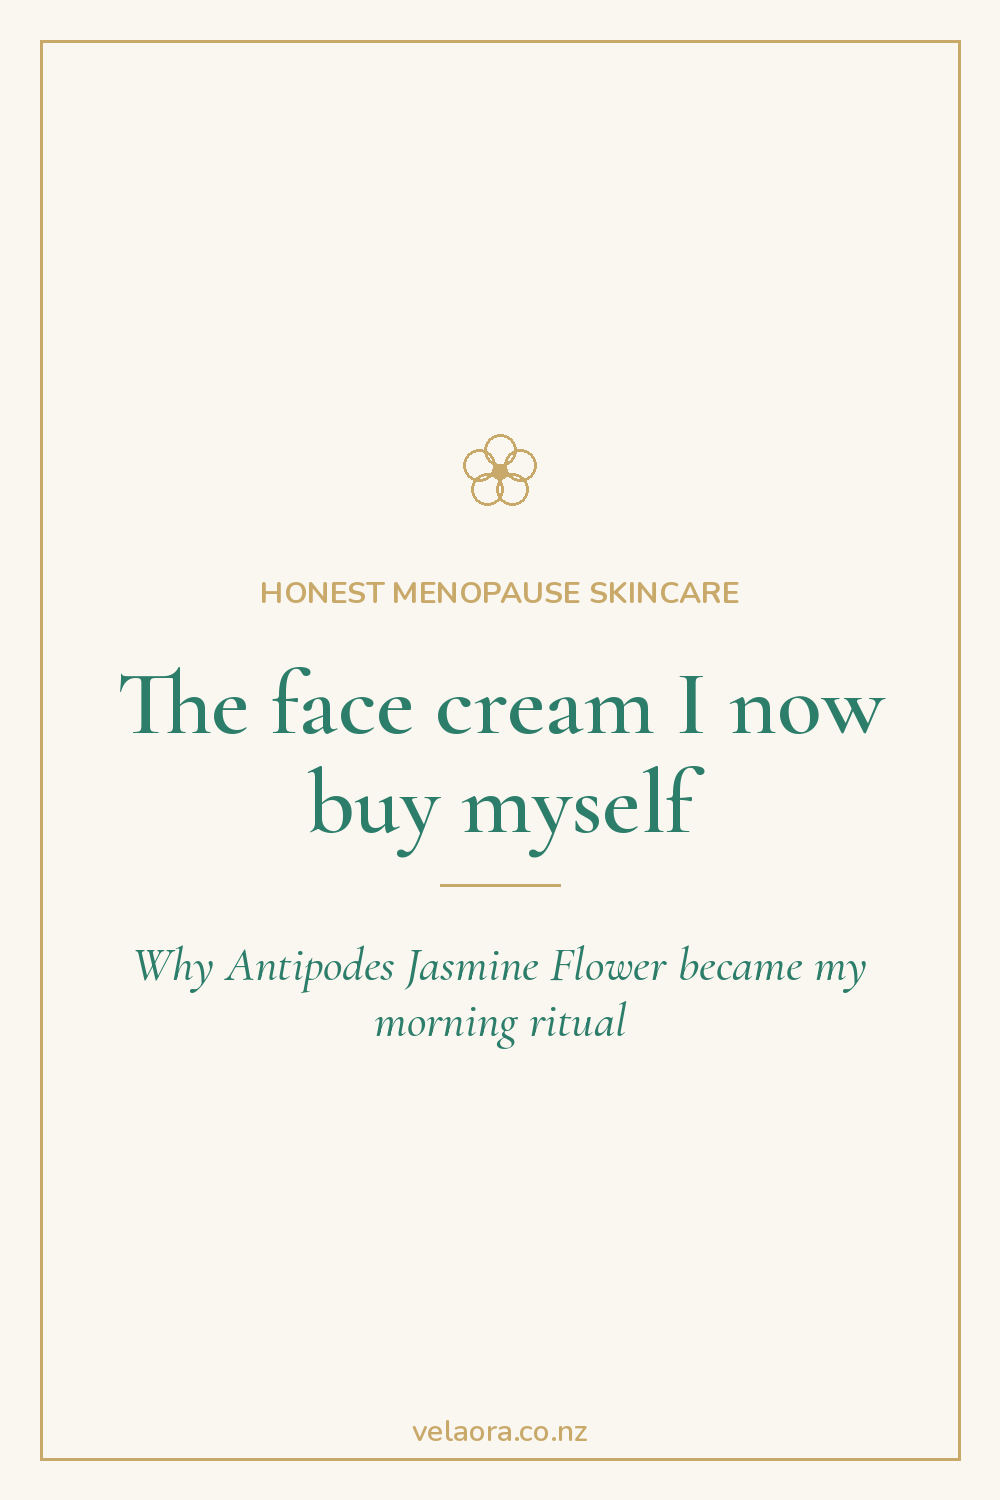 HONEST MENOPAUSE SKINCARE
The face cream I now
buy myself
Why Antipodes Jasmine Flower became my
morning ritual
velaora.co.nz